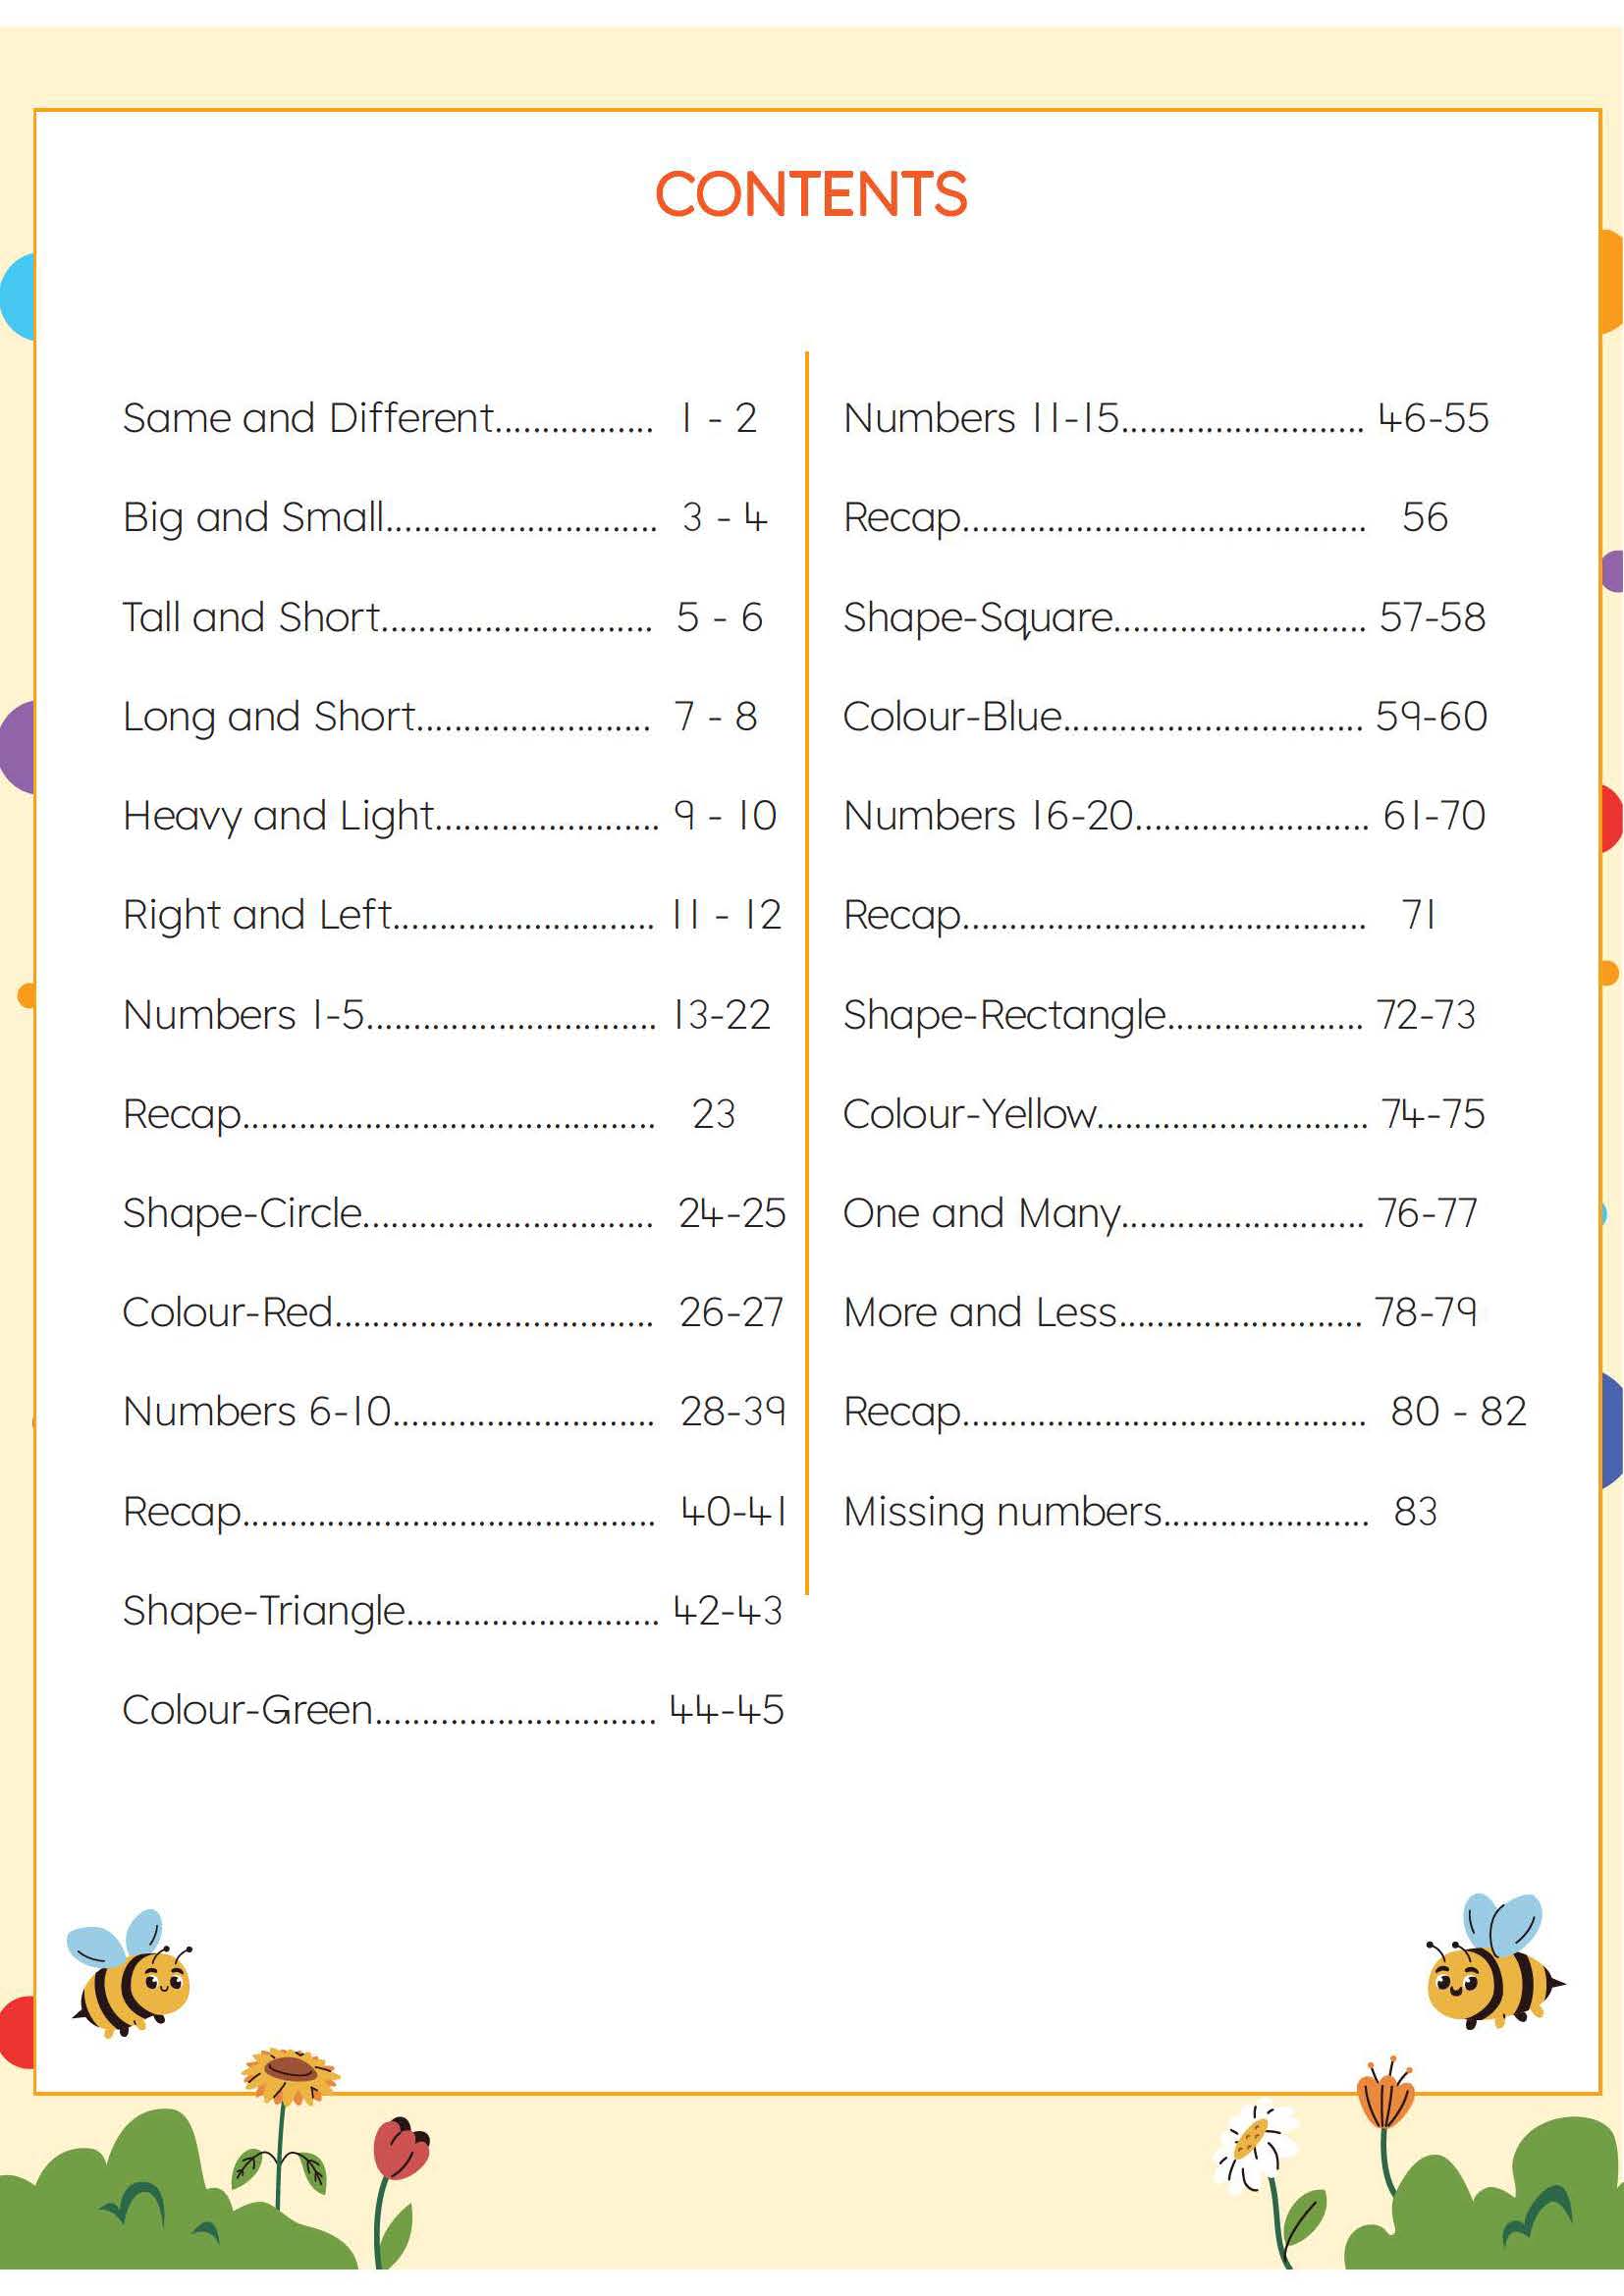 CONTENTS
Same and Different................. 1 - 2
Big and Small............................. 3 - 4
Tall and Short............................. 5 - 6
Long and Short......................... 7 - 8
Heavy and Light........................ 9 - 10
Right and Left............................ 11 - 12
Numbers 1-5............................... 13-22
Recap............................................ 23
Shape-Circle............................... 24-25
Colour-Red.................................. 26-27
Numbers 6-10............................ 28-39
Recap............................................ 40-41
Shape-Triangle........................... 42-43
Colour-Green.............................. 44-45
Numbers 11-15.......................... 46-55
Recap........................................... 56
Shape-Square........................... 57-58
Colour-Blue................................ 59-60
Numbers 16-20......................... 61-70
Recap........................................... 71
Shape-Rectangle..................... 72-73
Colour-Yellow............................. 74-75
One and Many.......................... 76-77
More and Less.......................... 78-79
Recap........................................... 80 - 82
Missing numbers...................... 83